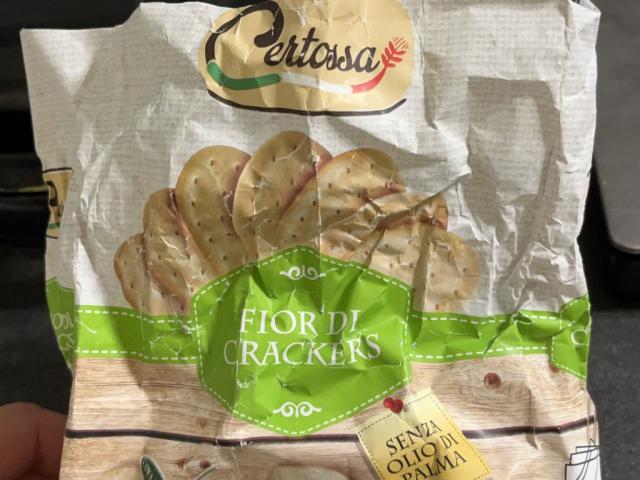 Certossa
FIOR DI
CRACKERS
SENZA
OLIO DI
PALMA